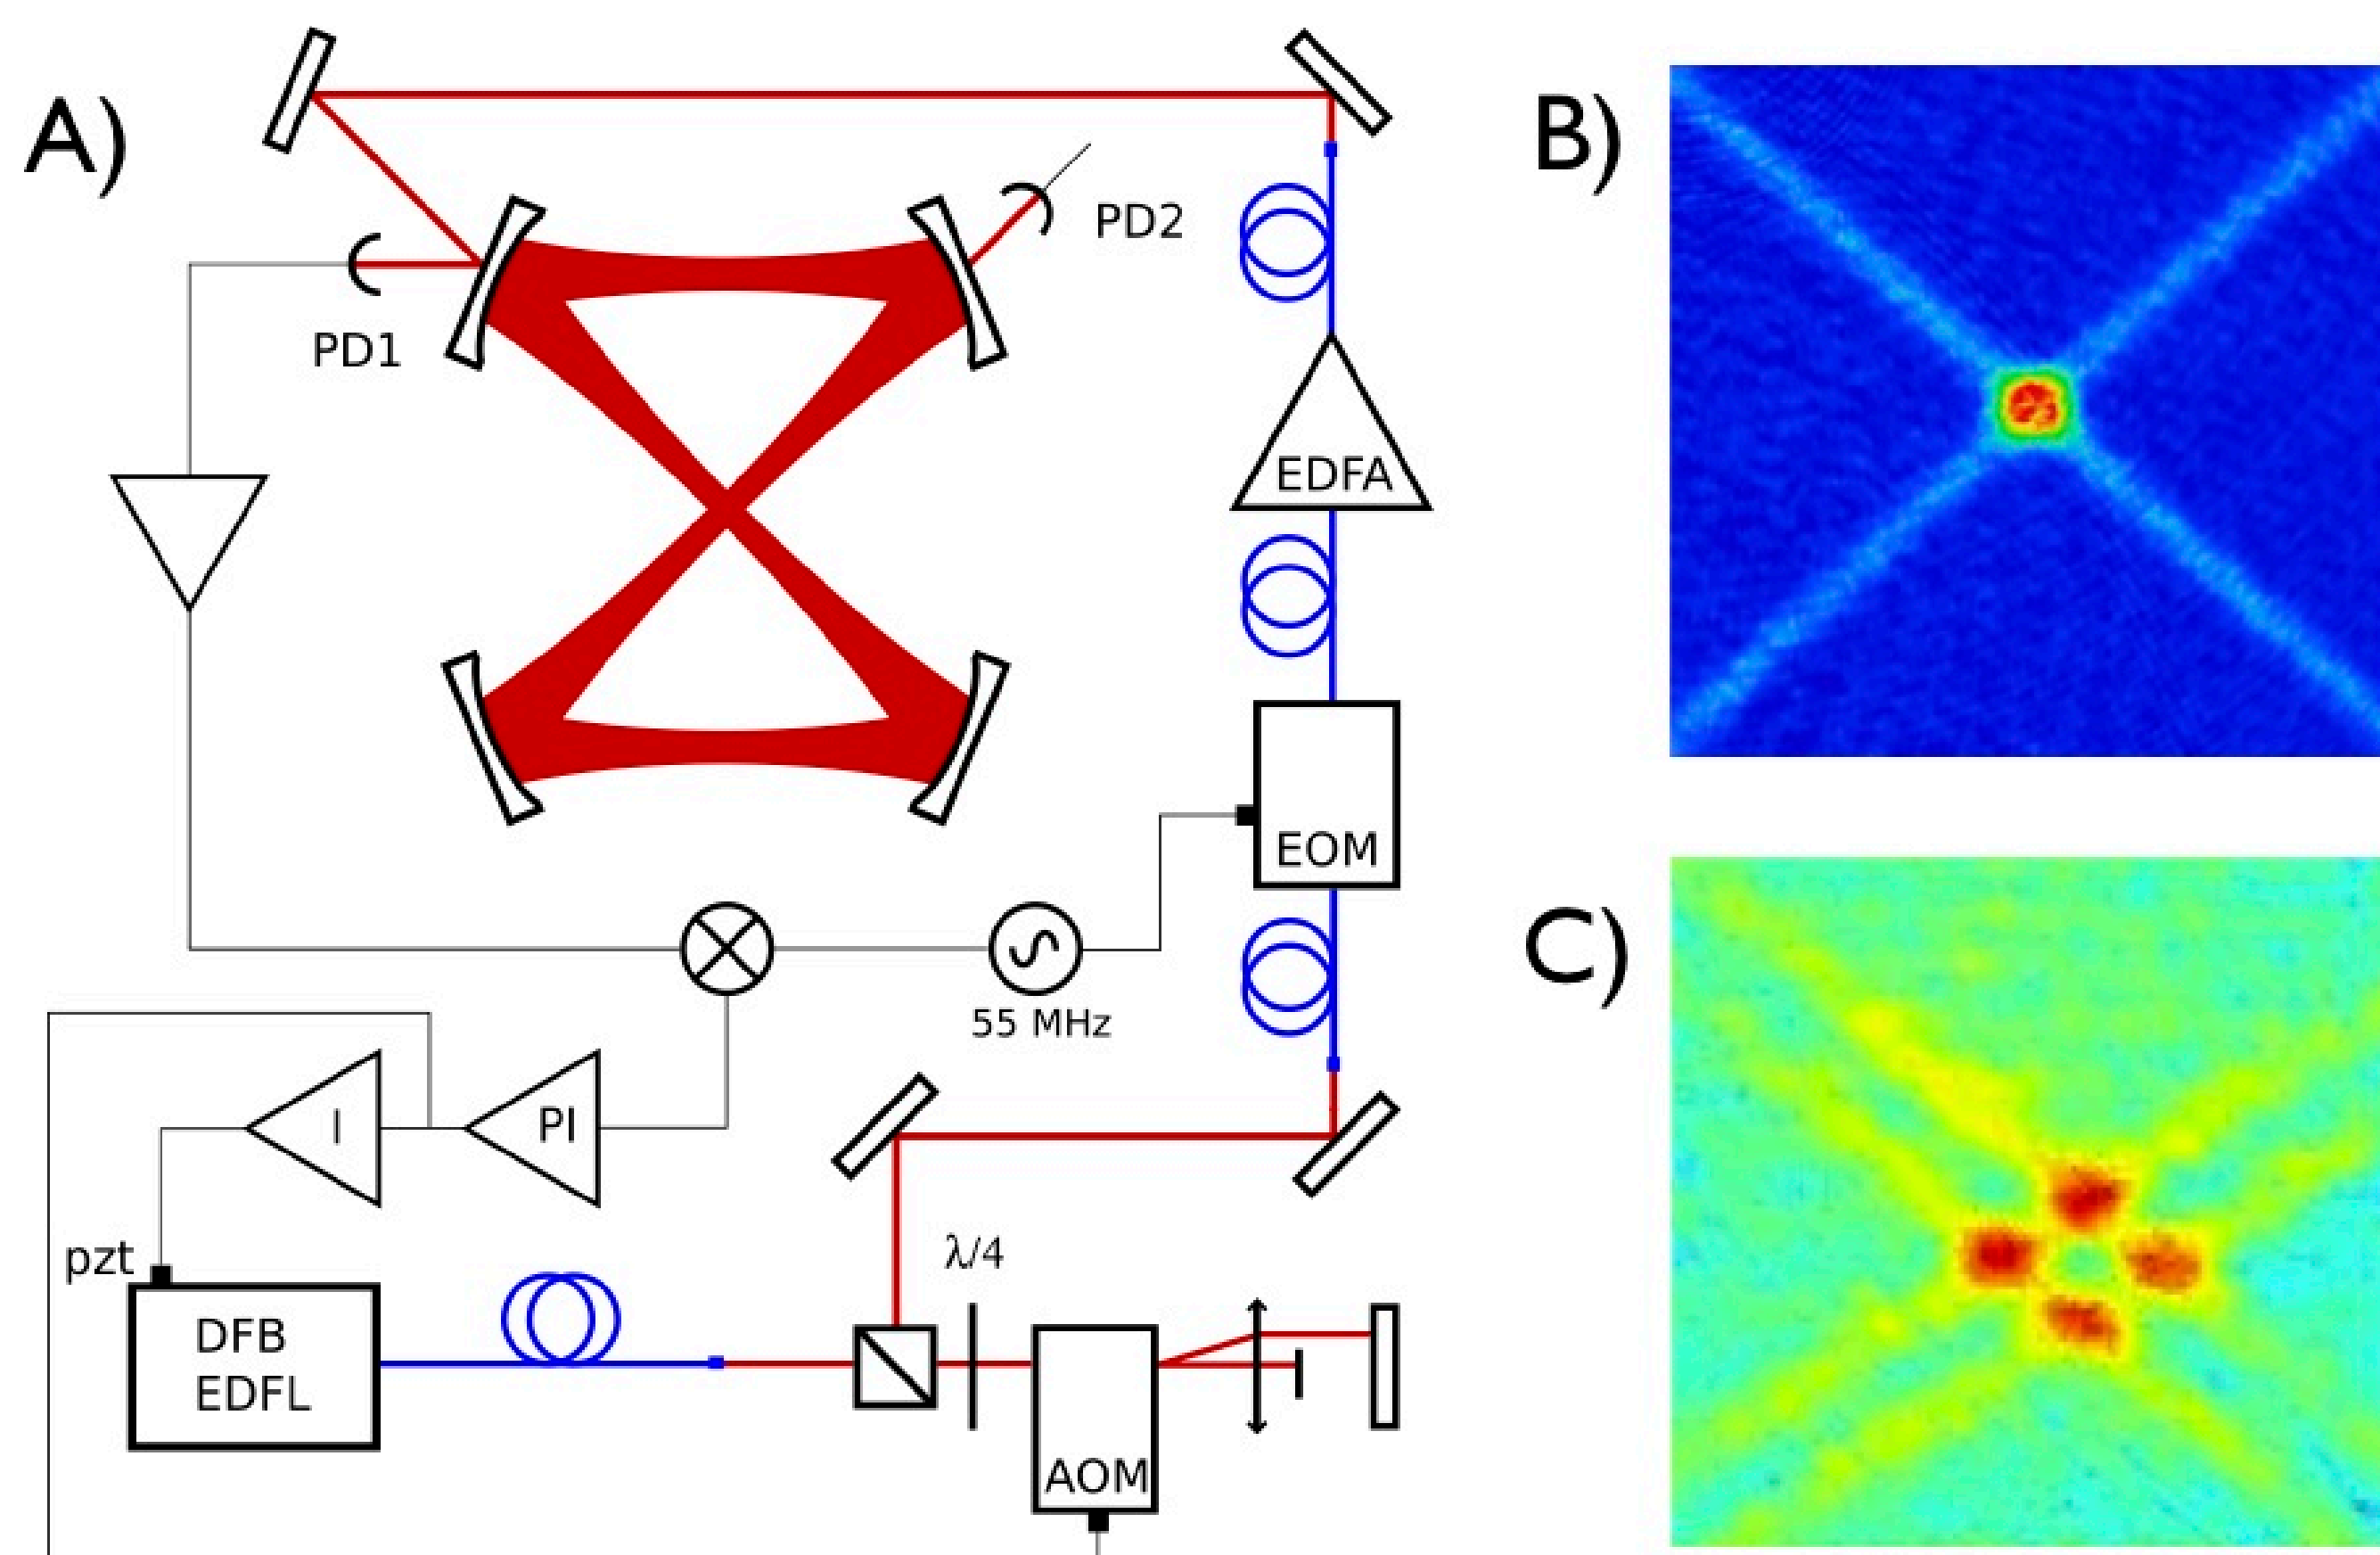 A)
B)
PD2
PD1
EDFA
EOM
C)
55 MHz
I
PI
λ/4
pzt
DFB
EDFL
AOM